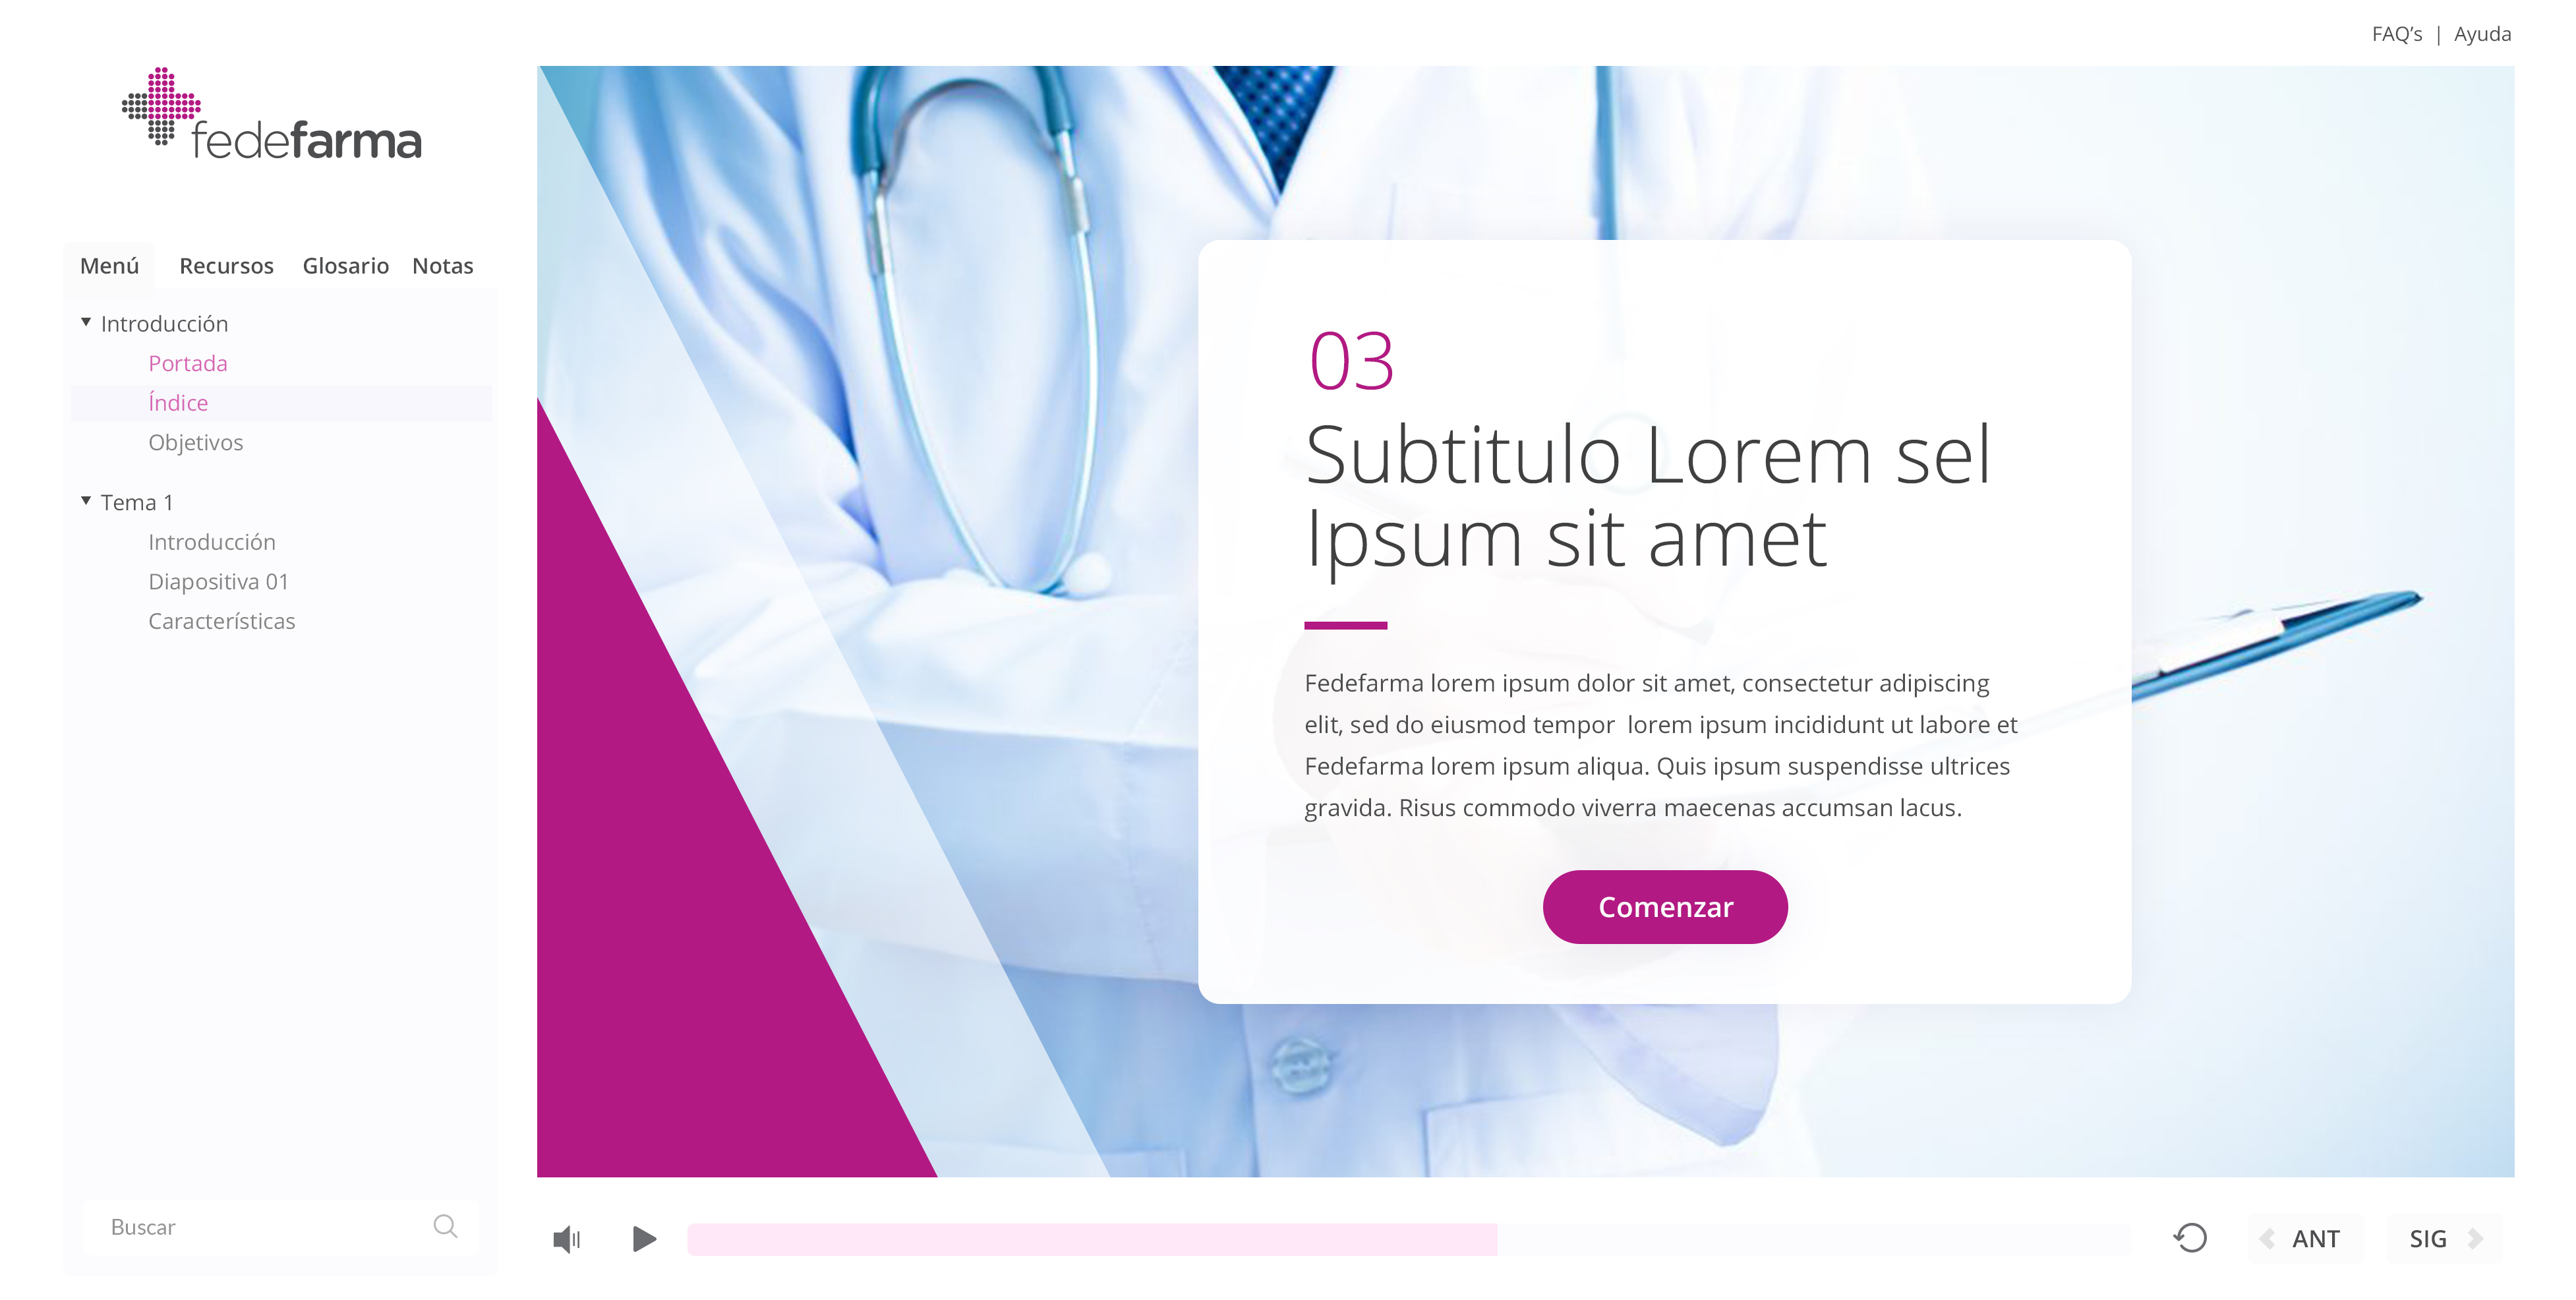 FAQ’s | Ayuda
fedefarma
Menú Recursos Glosario Notas
Introducción
Portada
Índice
Objetivos
Tema 1
Introducción
Diapositiva 01
Características
Buscar
03
Subtitulo Lorem sel
Ipsum sit amet
Fedefarma lorem ipsum dolor sit amet, consectetur adipiscing
elit, sed do eiusmod tempor  lorem ipsum incididunt ut labore et
Fedefarma lorem ipsum aliqua. Quis ipsum suspendisse ultrices
gravida. Risus commodo viverra maecenas accumsan lacus.
Comenzar
ANT SIG